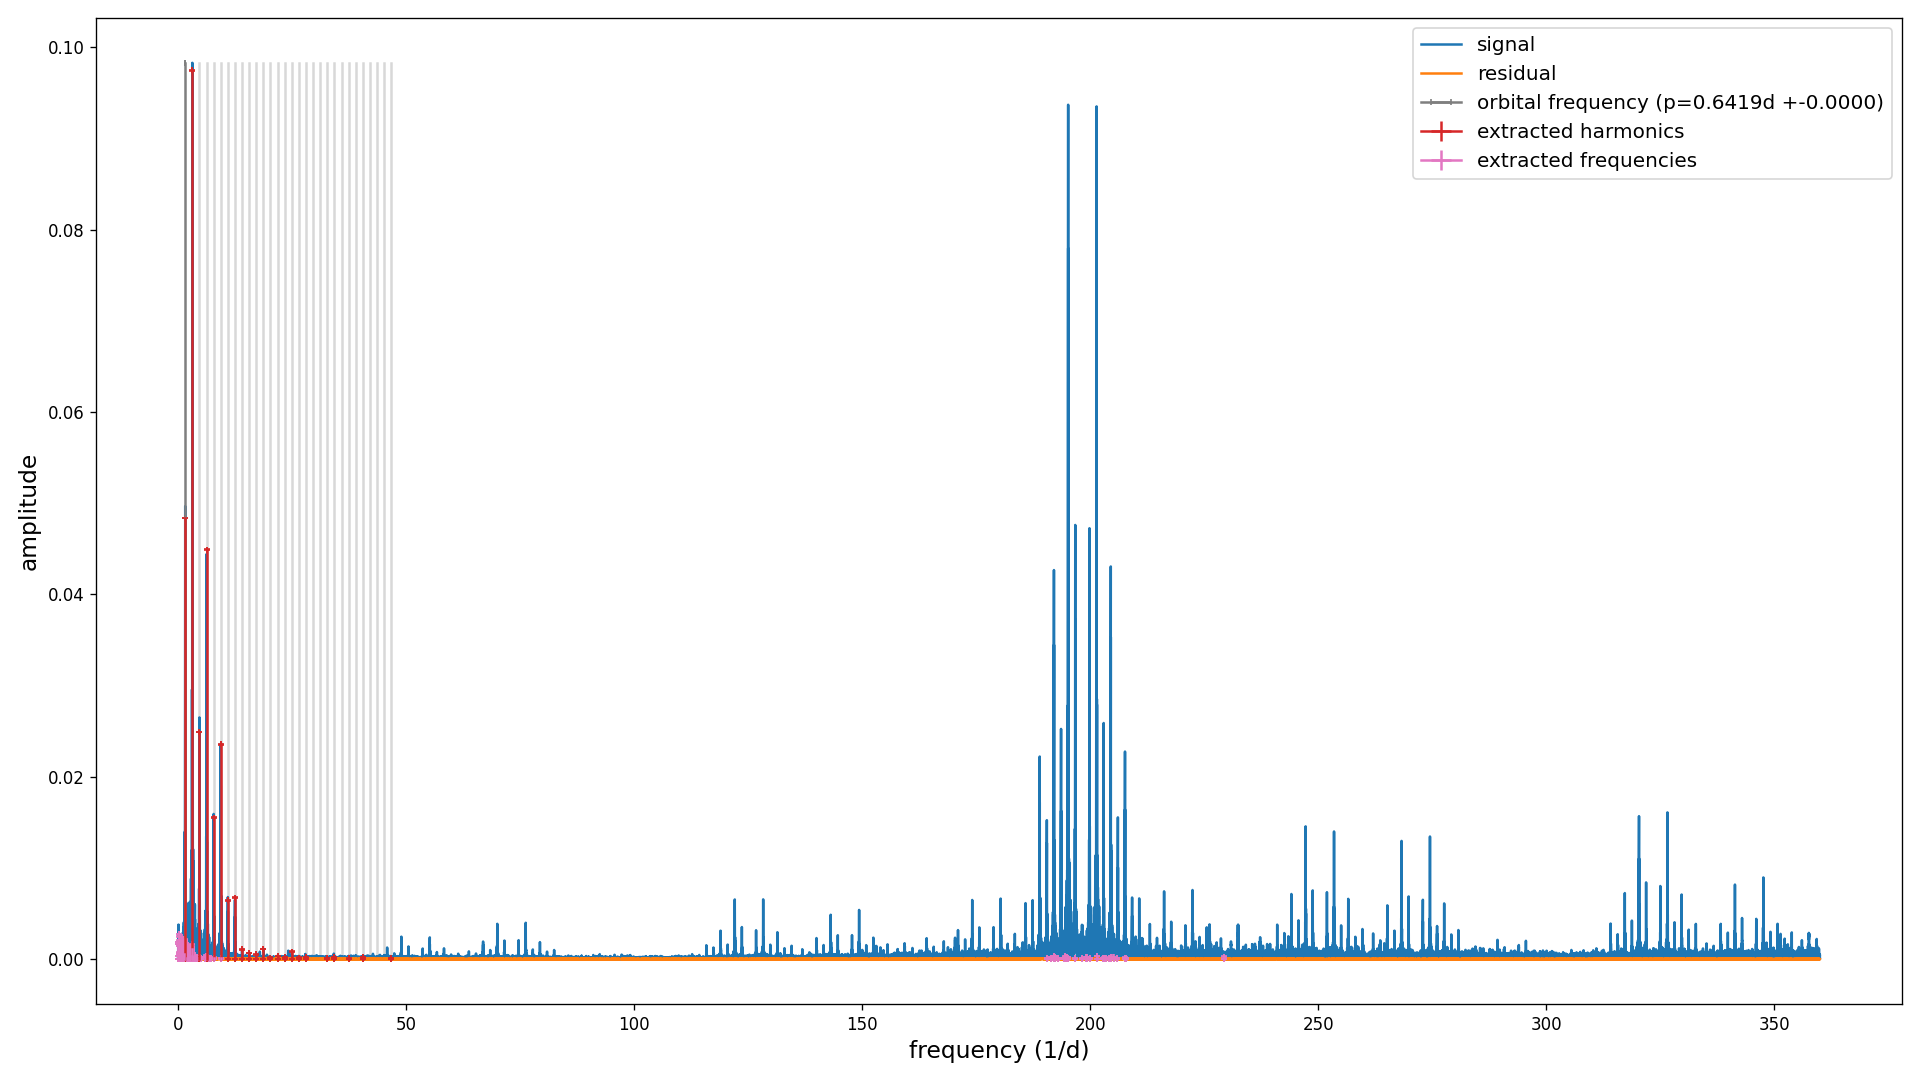 signal
residual
orbital frequency (p=0.6419d +-0.0000)
extracted harmonics
extracted frequencies
0.10
0.08
0.06
0.04
0.02
0.00
amplitude
0 50 100 150 200 250 300 350
frequency (1/d)